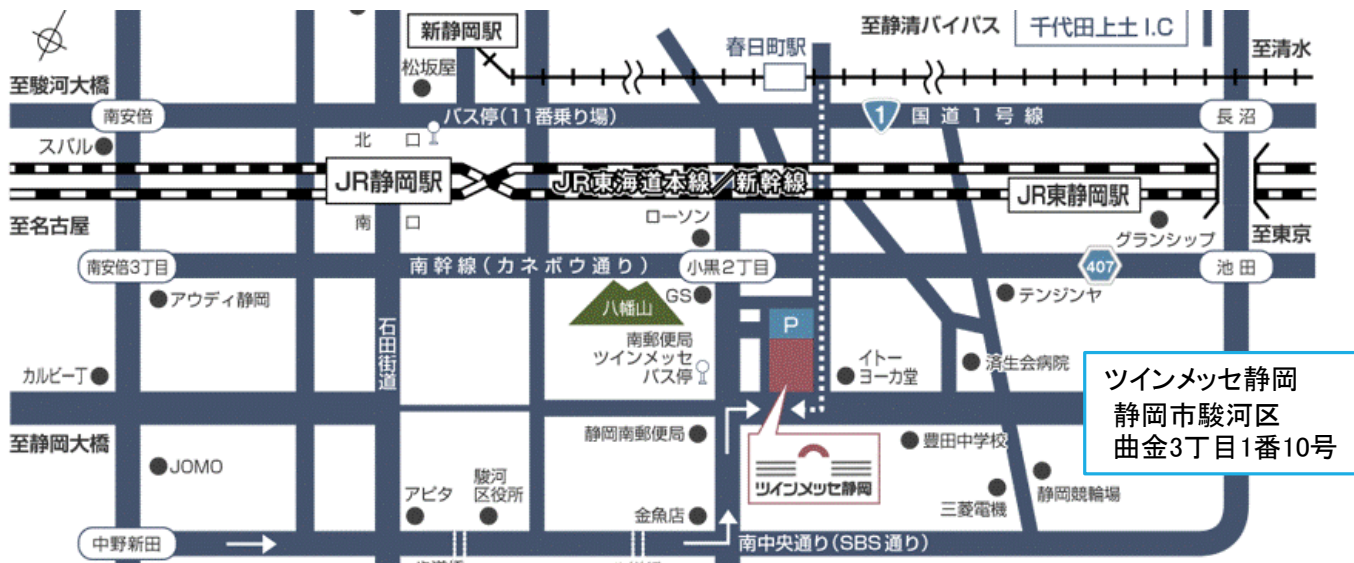 新静岡駅
春日町駅
至静清バイパス
千代田上土I.C
至清水
至駿河大橋
松坂屋
南安倍
バス停(11番乗り場)
1
国道1号線
長沼
スバル
北口
JR静岡駅
JR東海道本線／新幹線
JR東静岡駅
至名古屋
南口
ローソン
グランシップ
至東京
南安倍3丁目
南幹線(カネボウ通り)
小黒2丁目
407
池田
アウディ静岡
八幡山
GS
P
テンジンヤ
石田街道
南郵便局
ツインメッセ
バス停
イトー
ヨーカ堂
済生会病院
カルビー丁
ツインメッセ静岡
静岡市駿河区
曲金3丁目1番10号
至静岡大橋
静岡南郵便局
豊田中学校
JOMO
ツインメッセ静岡
静岡競輪場
アピタ
駿河
区役所
金魚店
三菱電機
中野新田
南中央通り(SBS通り)